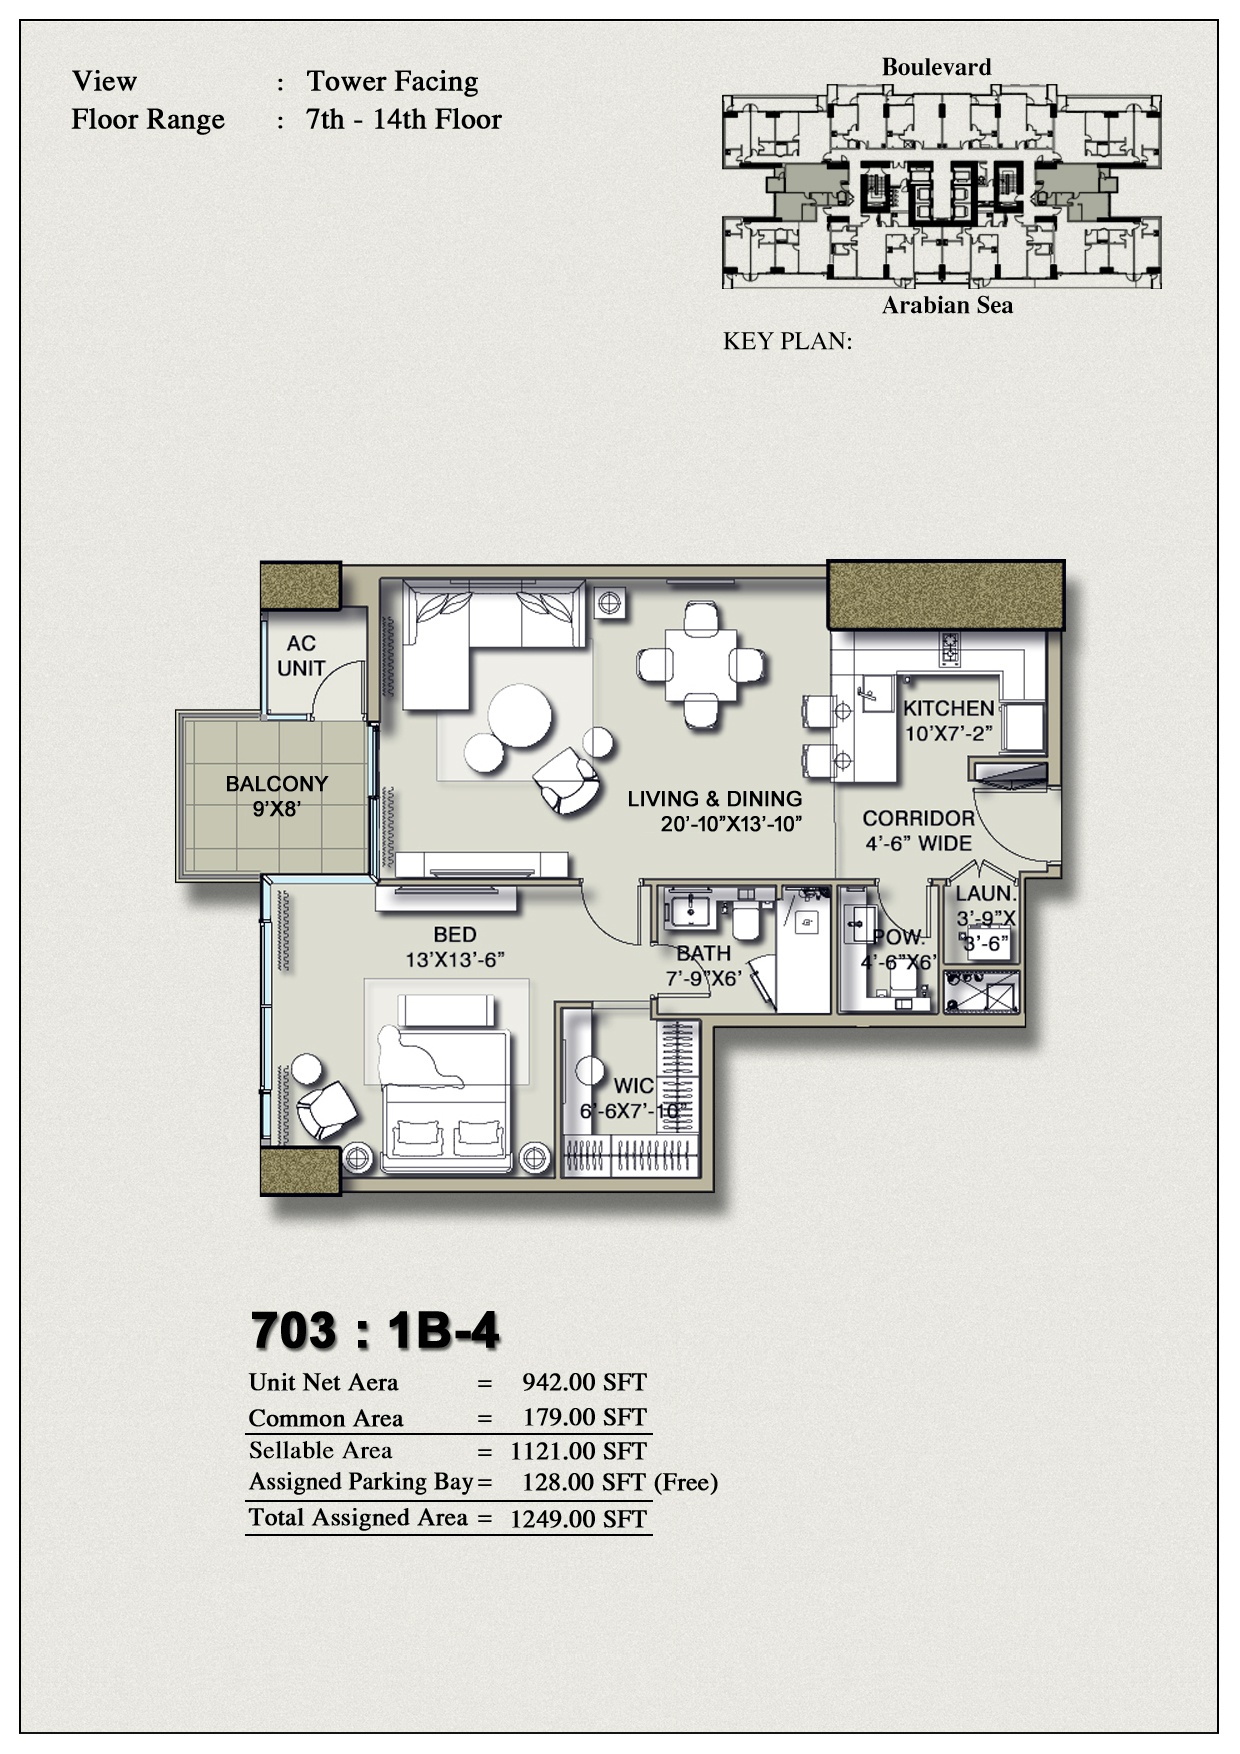 View : Tower Facing
Floor Range : 7th - 14th Floor
Boulevard
Arabian Sea
KEY PLAN:
AC
UNIT
BALCONY
9'X8'
LIVING & DINING
20'-10"X13'-10"
KITCHEN
10'X7'-2"
CORRIDOR
4'-6" WIDE
LAUN.
3'-9"X
3'-6"
POW.
4'-6"X6'
BATH
7'-9"X6'
BED
13'X13'-6"
WIC
6'-6X7'-10"
703 : 1B-4
Unit Net Aera = 942.00 SFT
Common Area = 179.00 SFT
Sellable Area = 1121.00 SFT
Assigned Parking Bay = 128.00 SFT (Free)
Total Assigned Area = 1249.00 SFT